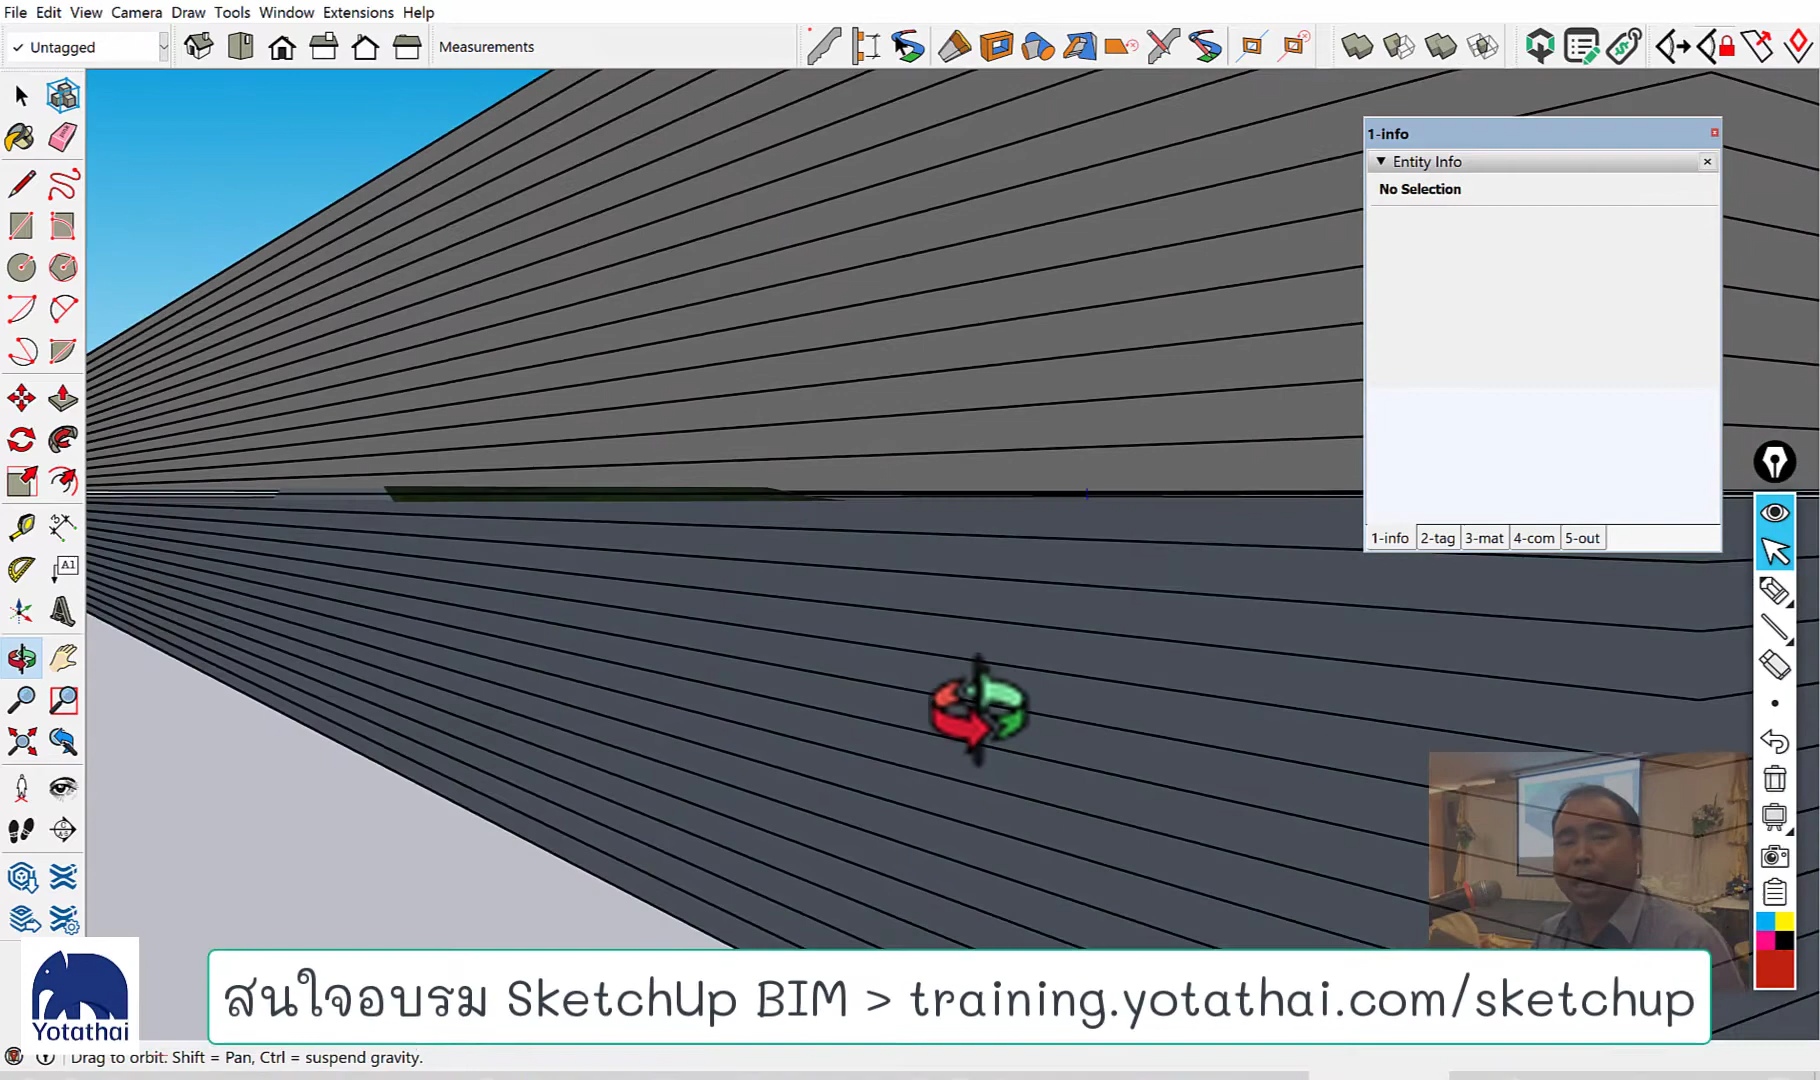 File Edit View Camera Draw Tools Window Extensions Help
✓ Untagged
Measurements
1-info
Entity Info
No Selection
1-info 2-tag 3-mat 4-com 5-out
A1
Yotathai
สนใจอบรม SketchUp BIM > training.yotathai.com/sketchup
Drag to orbit. Shift = Pan, Ctrl = suspend gravity.